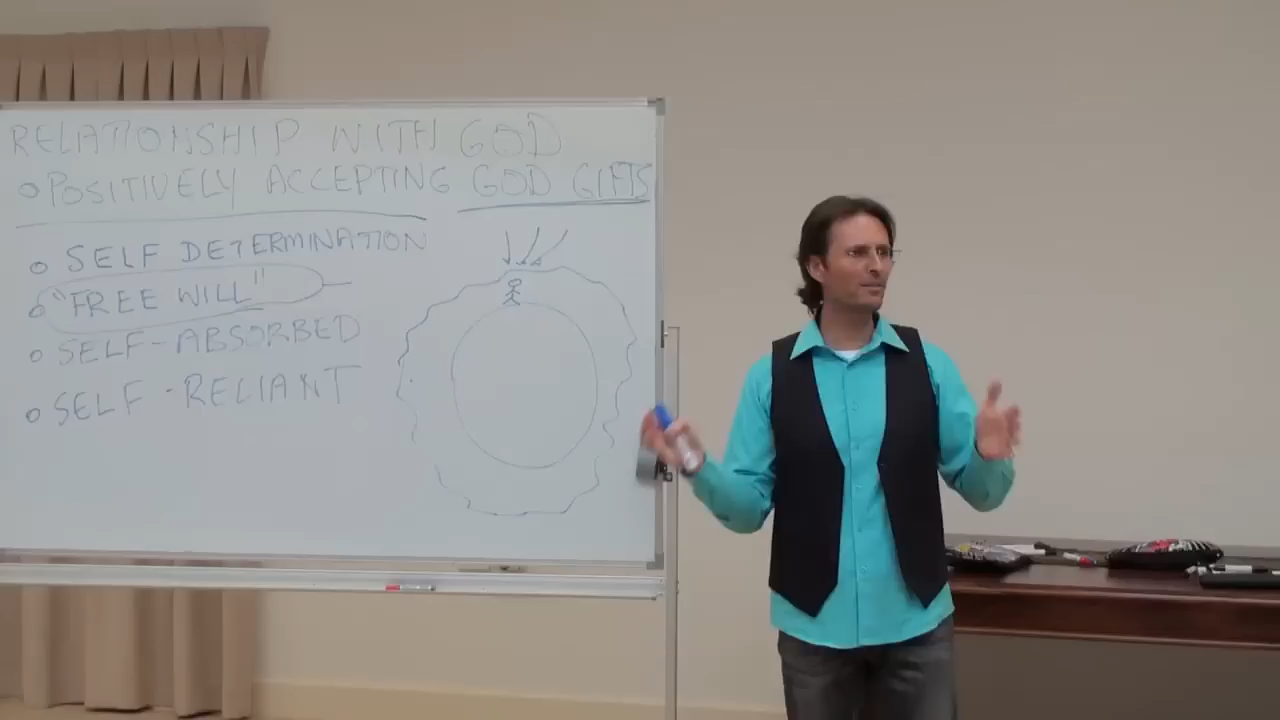 RELATIONSHIP WITH GOD
POSITIVELY ACCEPTING GOD GIFTS
SELF DETERMINATION
"FREE WILL"
SELF-ABSORBED
SELF-RELIANT